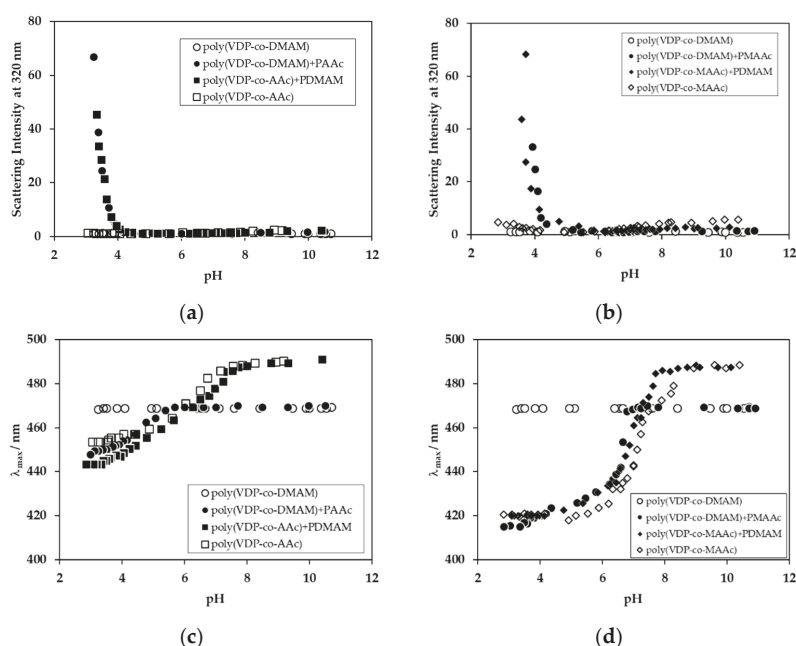 80
60
40
20
0
2 4 6 8 10 12
Scattering Intensity at 320 nm
pH
poly(VDP-co-DMAM)
poly(VDP-co-DMAM)+PAAc
poly(VDP-co-AAc)+PDMAM
poly(VDP-co-AAc)
(a)
80
60
40
20
0
2 4 6 8 10 12
Scattering Intensity at 320 nm
pH
poly(VDP-co-DMAM)
poly(VDP-co-DMAM)+PMAAc
poly(VDP-co-MAAc)+PDMAM
poly(VDP-co-MAAc)
(b)
500
480
460
440
420
400
2 4 6 8 10 12
λmax/ nm
pH
poly(VDP-co-DMAM)
poly(VDP-co-DMAM)+PAAc
poly(VDP-co-AAc)+PDMAM
poly(VDP-co-AAc)
(c)
500
480
460
440
420
400
2 4 6 8 10 12
λmax/ nm
pH
poly(VDP-co-DMAM)
poly(VDP-co-DMAM)+PMAAc
poly(VDP-co-MAAc)+PDMAM
poly(VDP-co-MAAc)
(d)